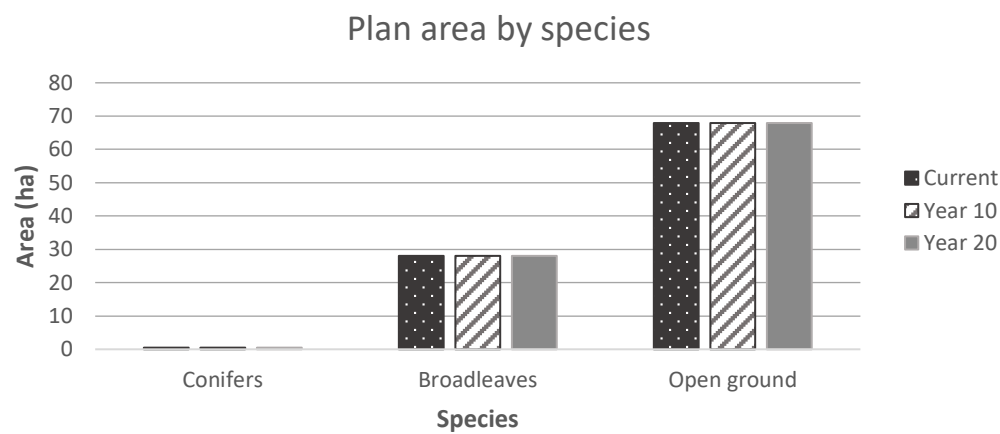 Plan area by species
80
70
60
50
40
30
20
10
0
Area (ha)
Conifers
Broadleaves
Open ground
Species
Current
Year 10
Year 20